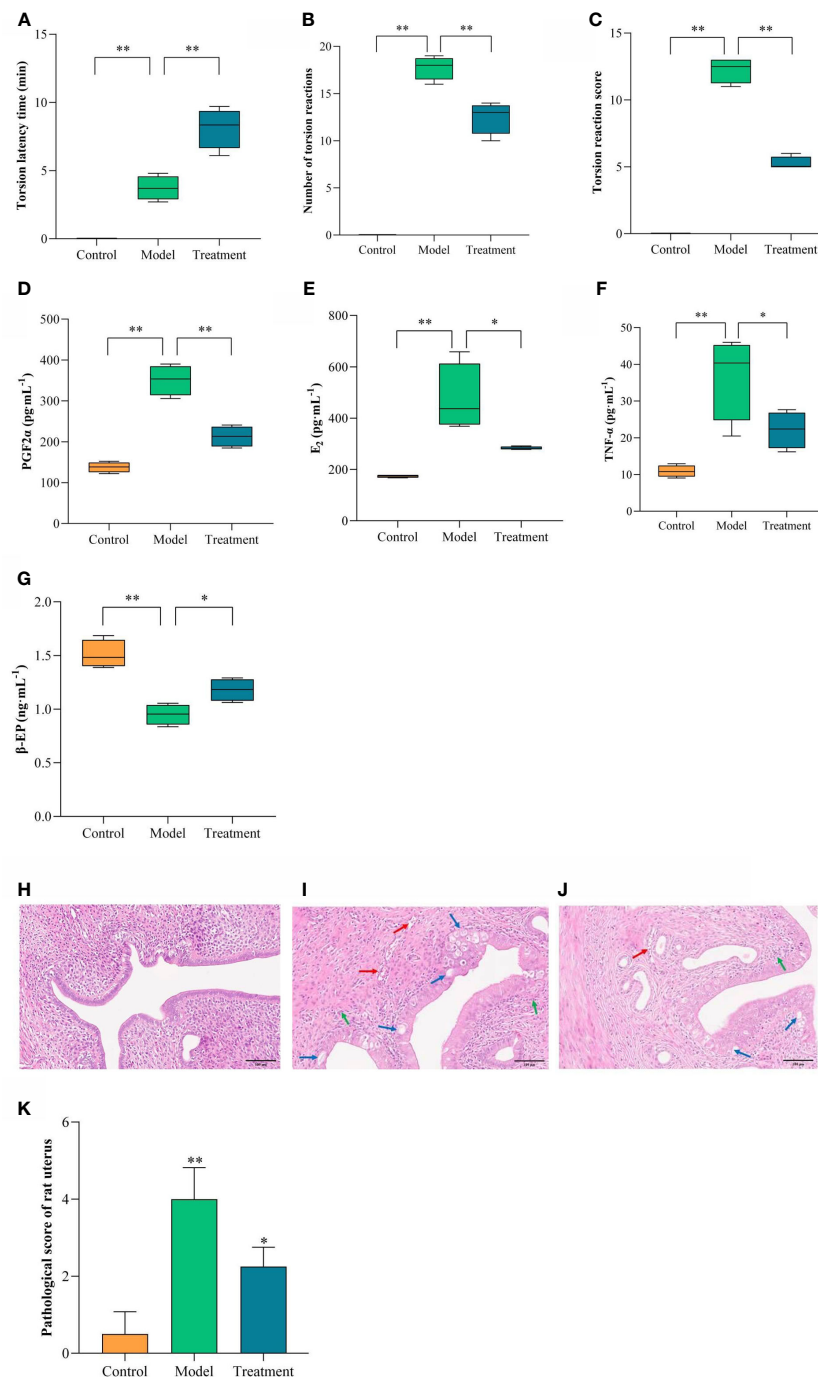 A
Torsion latency time (min)
15
10
5
0
** **
Control Model Treatment
B
Number of torsion reactions
20
15
10
5
0
** **
Control Model Treatment
C
Torsion reaction score
15
10
5
0
** **
Control Model Treatment
D
PGF2α (pg·mL⁻¹)
500
400
300
200
100
0
** **
Control Model Treatment
E
E₂ (pg·mL⁻¹)
800
600
400
200
0
** *
Control Model Treatment
F
TNF-α (pg·mL⁻¹)
50
40
30
20
10
0
** *
Control Model Treatment
G
β-EP (ng·mL⁻¹)
2.0
1.5
1.0
0.5
0.0
** *
Control Model Treatment
H
I
J
K
Pathological score of rat uterus
6
4
2
0
**
*
Control Model Treatment